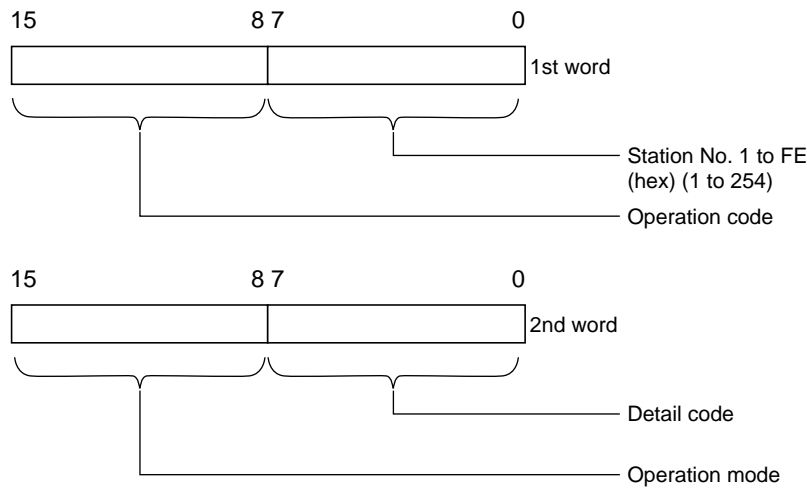 15 8 7 0
1st word
Station No. 1 to FE
(hex) (1 to 254)
Operation code
15 8 7 0
2nd word
Detail code
Operation mode